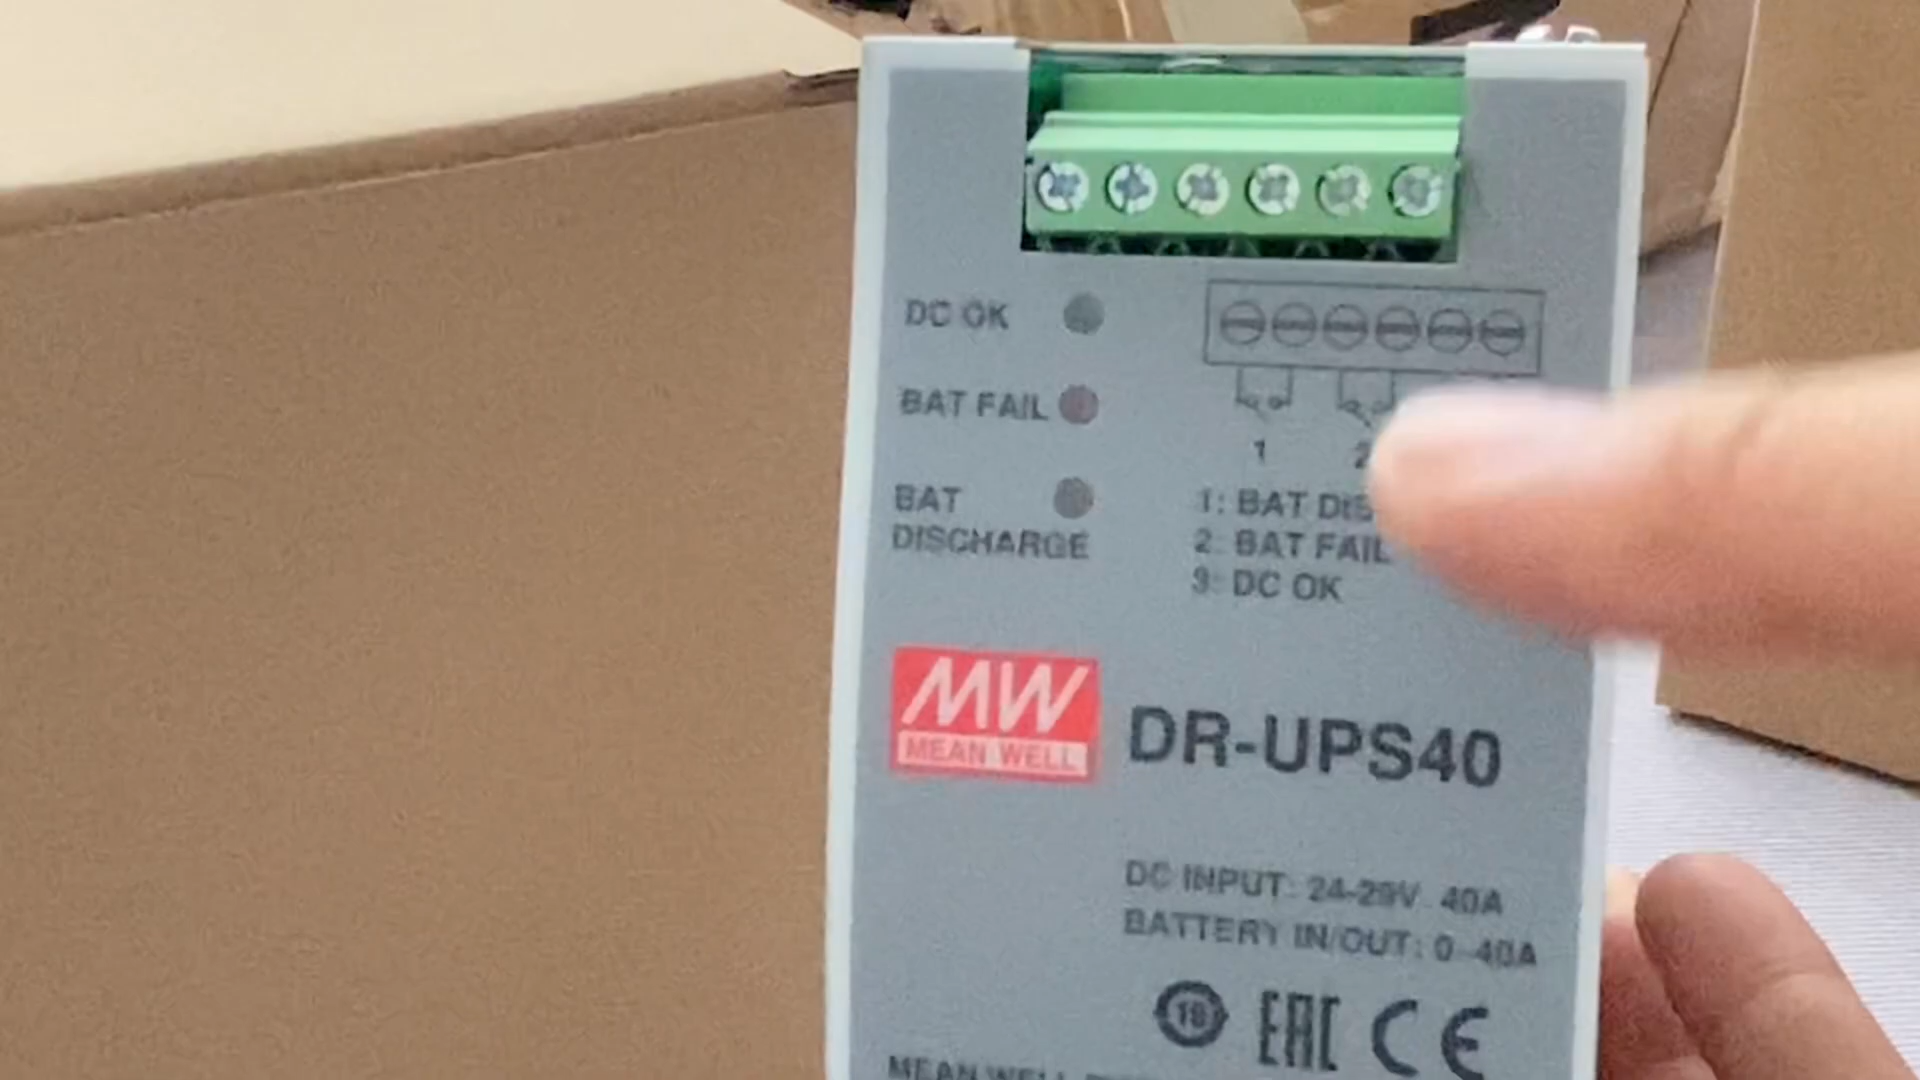 DC OK
BAT FAIL
BAT
DISCHARGE
1 2
1: BAT DIS
2: BAT FAIL
3: DC OK
MW
MEAN WELL
DR-UPS40
DC INPUT: 24-29V 40A
BATTERY IN/OUT: 0-40A
EAC CE
MEAN WELL